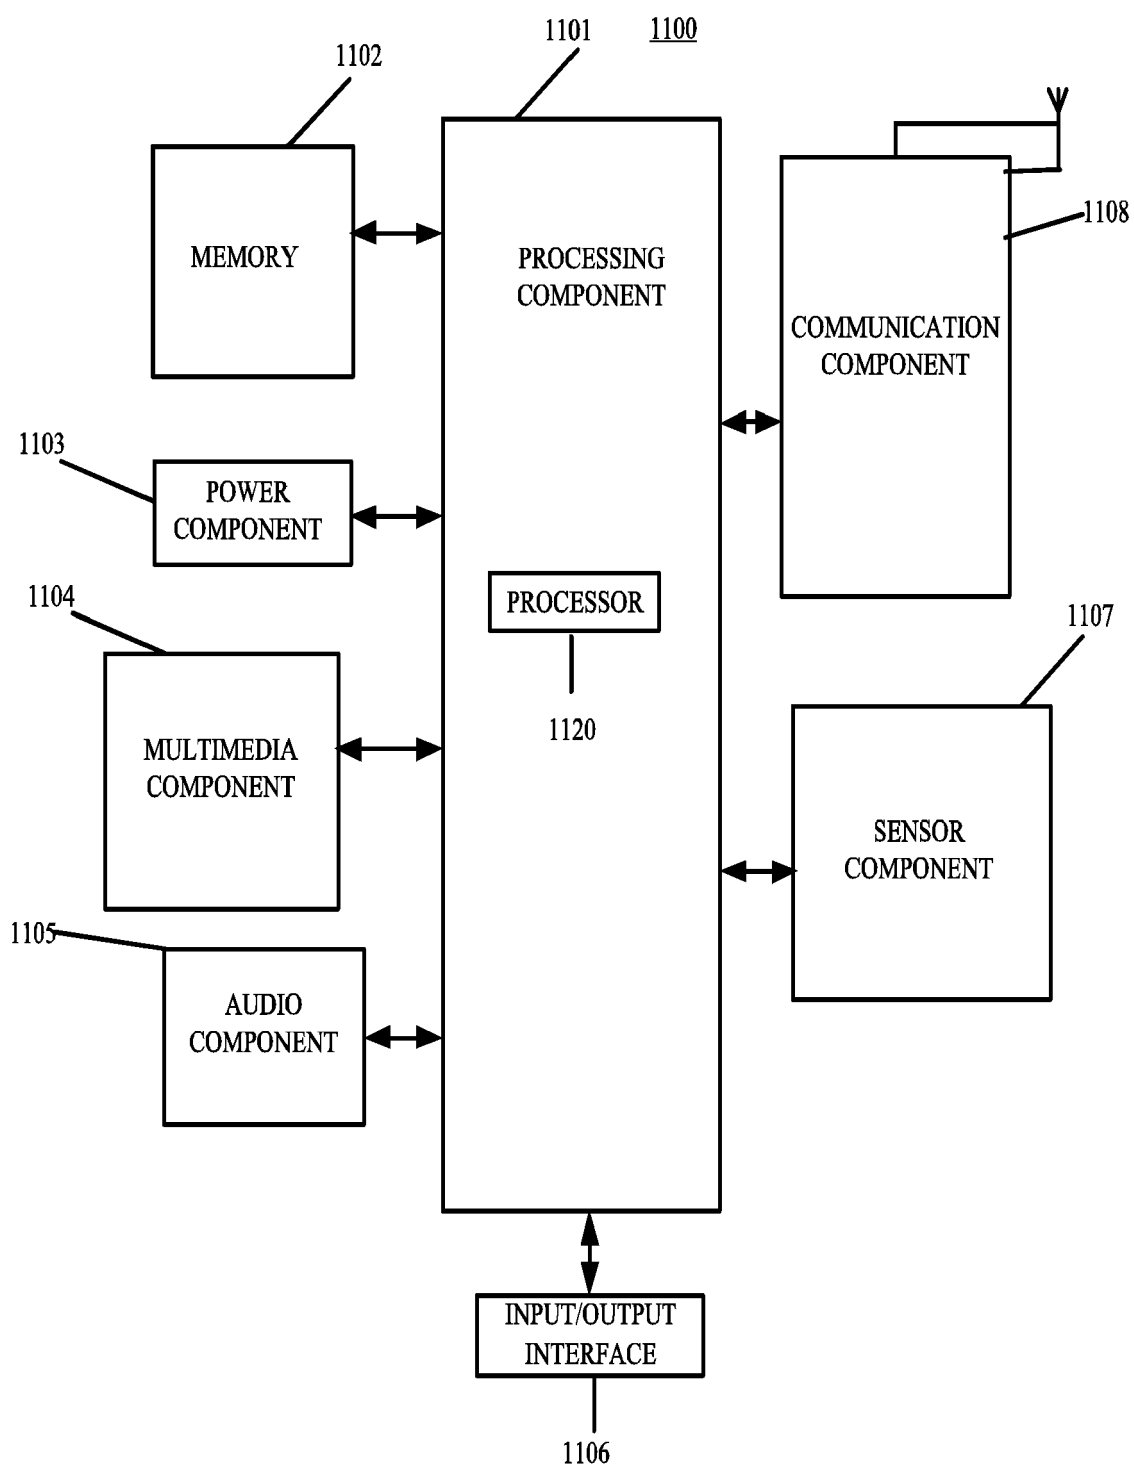 1101
1100
1102
MEMORY
PROCESSING
COMPONENT
1108
COMMUNICATION
COMPONENT
1103
POWER
COMPONENT
1104
PROCESSOR
1120
1107
MULTIMEDIA
COMPONENT
SENSOR
COMPONENT
1105
AUDIO
COMPONENT
INPUT/OUTPUT
INTERFACE
1106